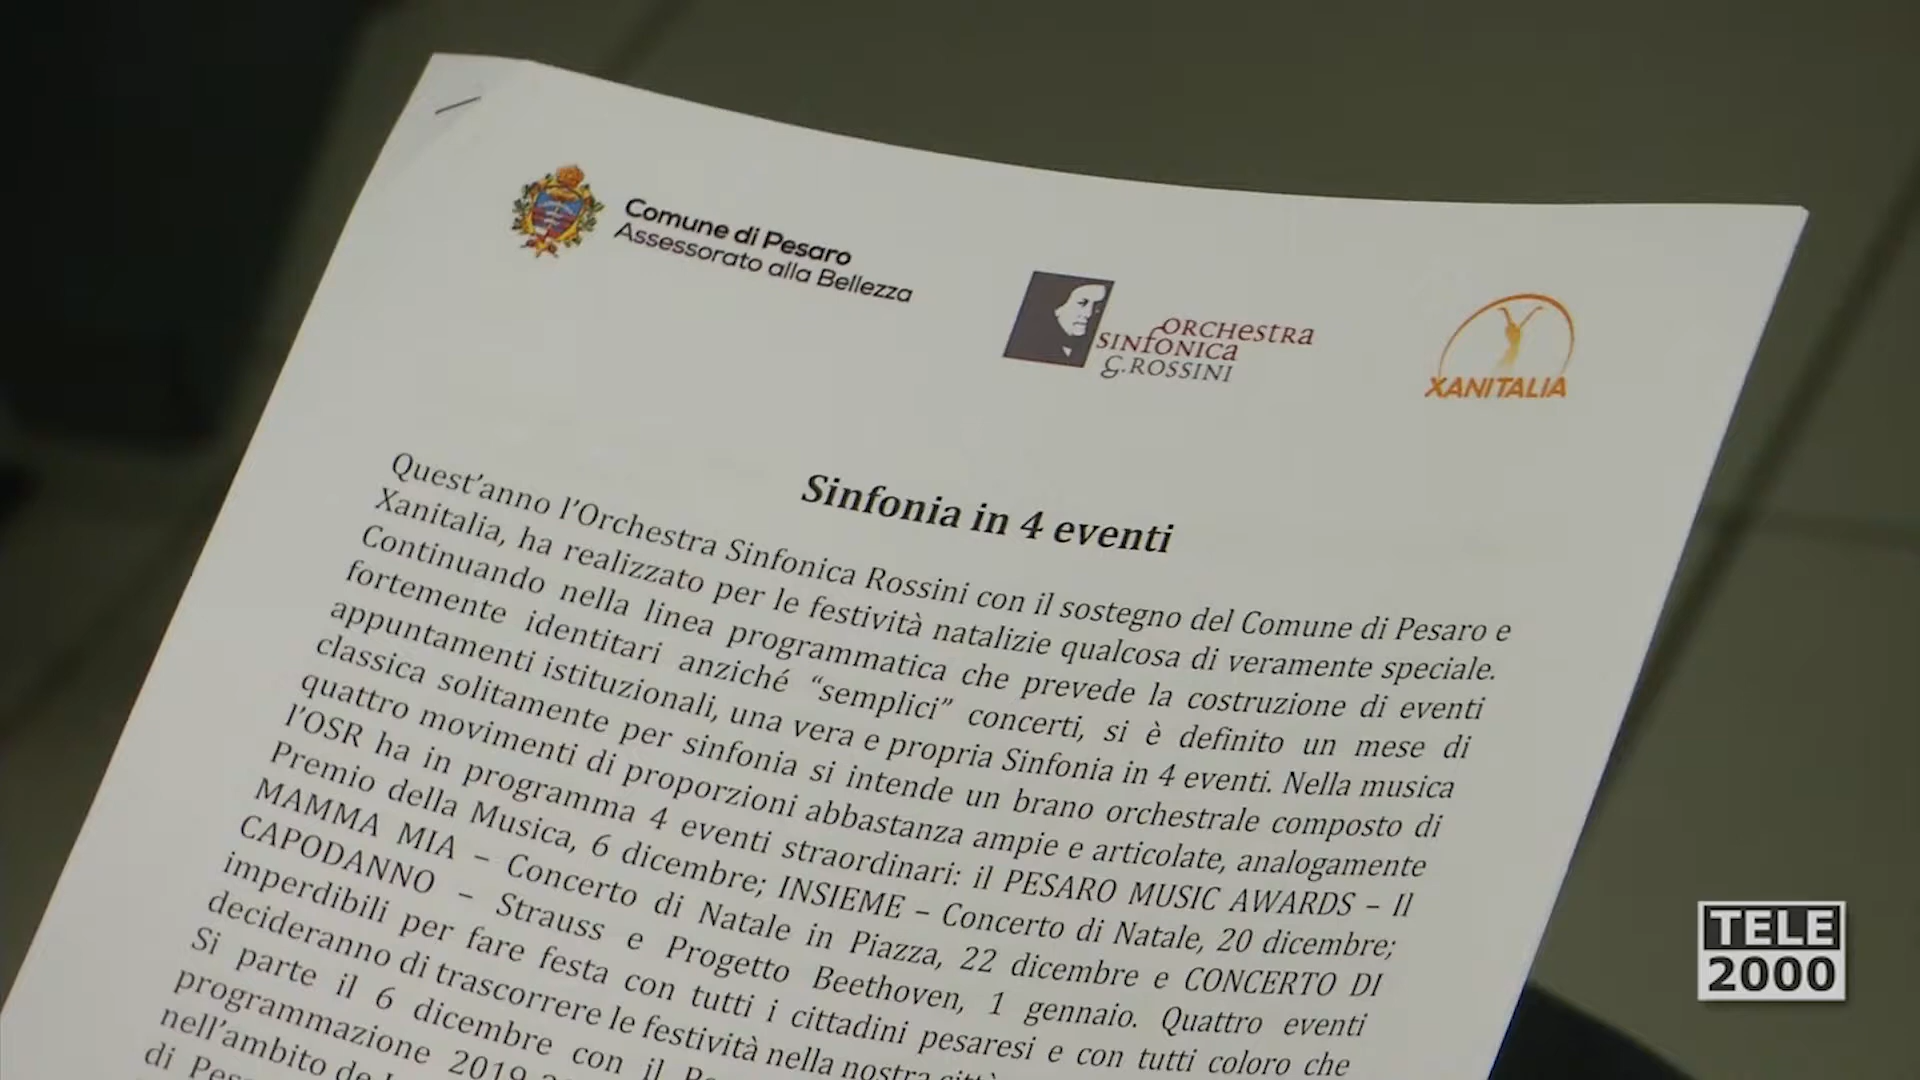 Comune di Pesaro
Assessorato alla Bellezza
ORCHESTRA
SINFONICA
G.ROSSINI
XANITALIA
Sinfonia in 4 eventi
Quest’anno l’Orchestra Sinfonica Rossini con il sostegno del Comune di Pesaro e
Xanitalia, ha realizzato per le festività natalizie qualcosa di veramente speciale.
Continuando nella linea programmatica che prevede la costruzione di eventi
fortemente identitari anziché “semplici” concerti, si è definito un mese di
appuntamenti istituzionali, una vera e propria Sinfonia in 4 eventi. Nella musica
classica solitamente per sinfonia si intende un brano orchestrale composto di
quattro movimenti di proporzioni abbastanza ampie e articolate, analogamente
l’OSR ha in programma 4 eventi straordinari: il PESARO MUSIC AWARDS – Il
Premio della Musica, 6 dicembre; INSIEME – Concerto di Natale, 20 dicembre;
MAMMA MIA – Concerto di Natale in Piazza, 22 dicembre e CONCERTO DI
CAPODANNO – Strauss e Progetto Beethoven, 1 gennaio. Quattro eventi
imperdibili per fare festa con tutti i cittadini pesaresi e con tutti coloro che
decideranno di trascorrere le festività nella nostra
Si parte il 6 dicembre con il
programmazione 2019
nell’ambito
di
TELE
2000